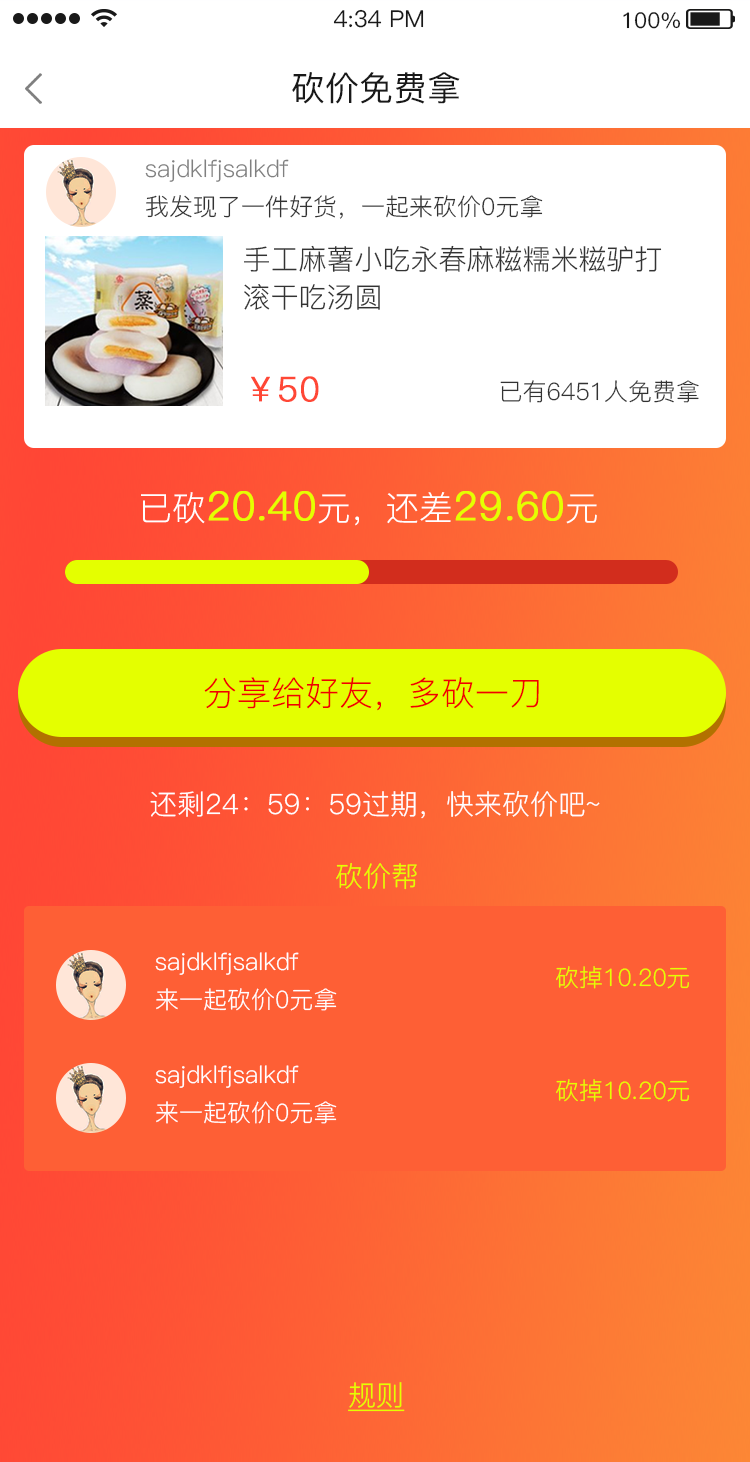 4:34 PM
100%
砍价免费拿
sajdklfjsalkdf
我发现了一件好货，一起来砍价0元拿
蒸
手工麻薯小吃永春麻糍糯米糍驴打
滚干吃汤圆
￥50
已有6451人免费拿
已砍20.40元，还差29.60元
分享给好友，多砍一刀
还剩24：59：59过期，快来砍价吧~
砍价帮
sajdklfjsalkdf
来一起砍价0元拿
砍掉10.20元
sajdklfjsalkdf
来一起砍价0元拿
砍掉10.20元
规则